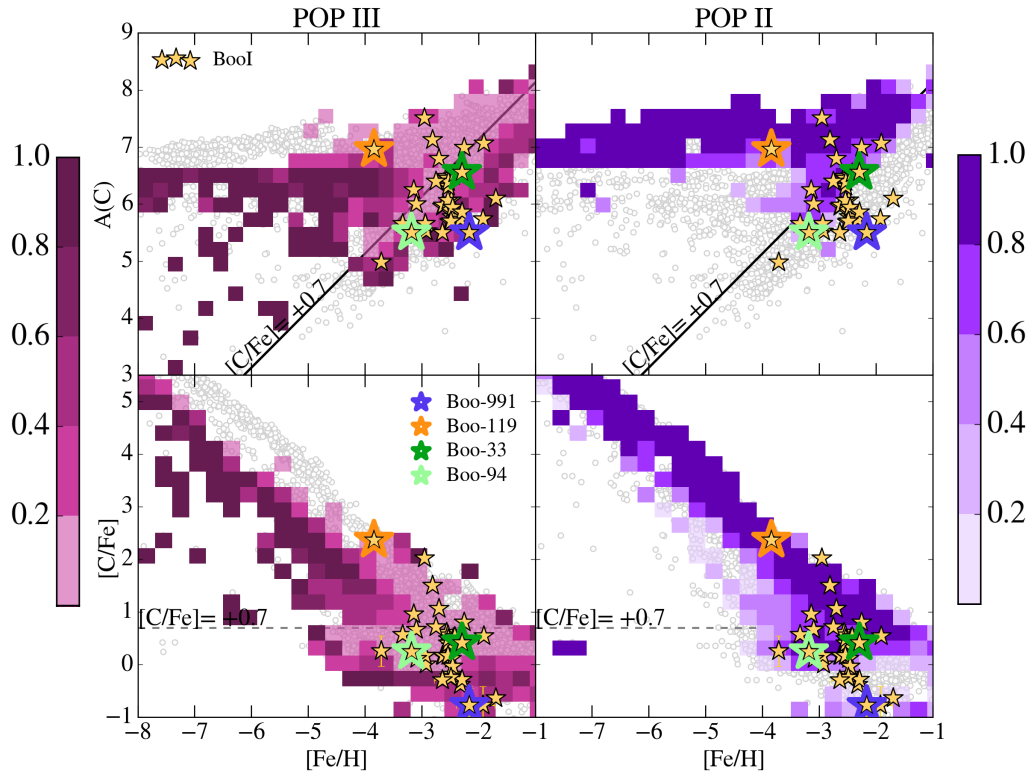 POP III
POP II
9
8
7
6
5
4
3
A(C)
BooI
[C/Fe]= +0.7
[C/Fe]= +0.7
1.0
0.8
0.6
0.4
0.2
1.0
0.8
0.6
0.4
0.2
5
4
3
2
1
0
−1
[C/Fe]
Boo-991
Boo-119
Boo-33
Boo-94
[C/Fe]= +0.7
[C/Fe]= +0.7
−8 −7 −6 −5 −4 −3 −2 −1 −7 −6 −5 −4 −3 −2 −1
[Fe/H] [Fe/H]